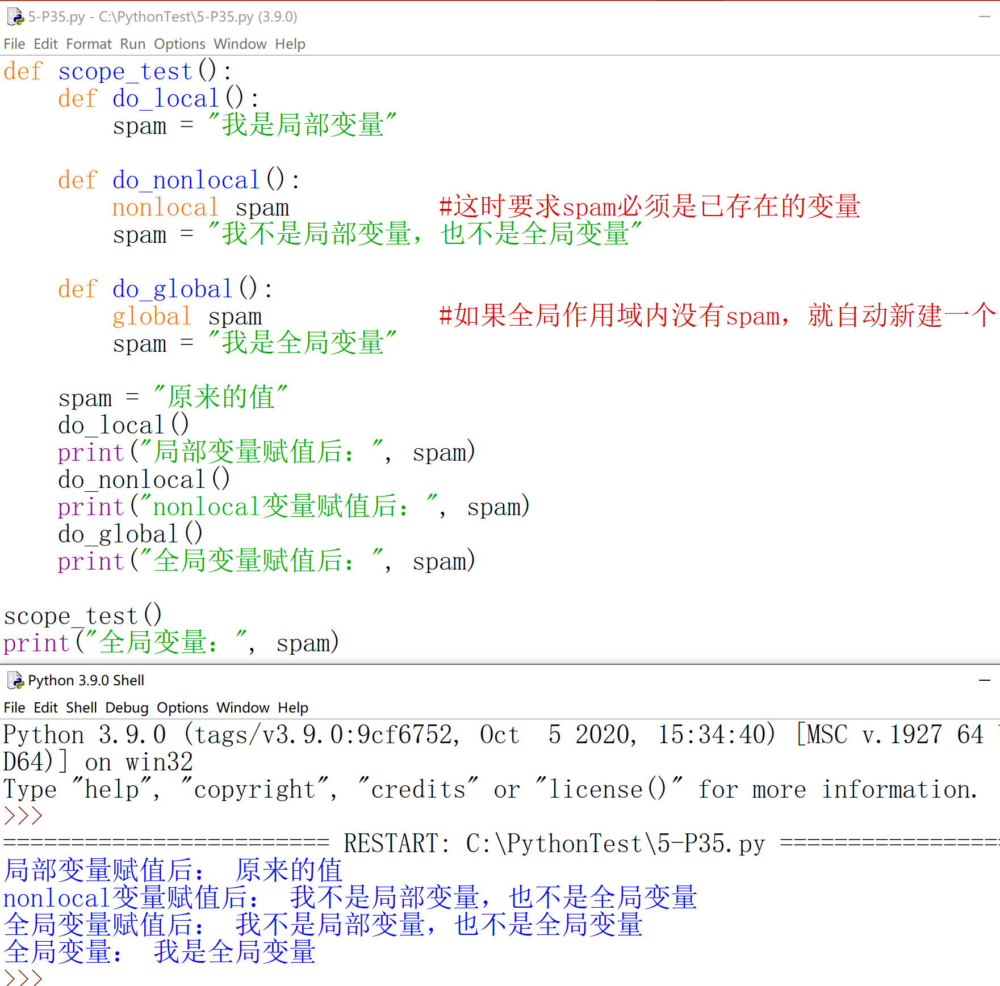 5-P35.py - C:\PythonTest\5-P35.py (3.9.0)
File Edit Format Run Options Window Help
def scope_test():
    def do_local():
        spam = "我是局部变量"

    def do_nonlocal():
        nonlocal spam           #这时要求spam必须是已存在的变量
        spam = "我不是局部变量，也不是全局变量"

    def do_global():
        global spam             #如果全局作用域内没有spam，就自动新建一个
        spam = "我是全局变量"

    spam = "原来的值"
    do_local()
    print("局部变量赋值后：", spam)
    do_nonlocal()
    print("nonlocal变量赋值后：", spam)
    do_global()
    print("全局变量赋值后：", spam)

scope_test()
print("全局变量：", spam)
Python 3.9.0 Shell
File Edit Shell Debug Options Window Help
Python 3.9.0 (tags/v3.9.0:9cf6752, Oct  5 2020, 15:34:40) [MSC v.1927 64
D64)] on win32
Type "help", "copyright", "credits" or "license()" for more information.
>>>
======================== RESTART: C:\PythonTest\5-P35.py ================
局部变量赋值后： 原来的值
nonlocal变量赋值后： 我不是局部变量，也不是全局变量
全局变量赋值后： 我不是局部变量，也不是全局变量
全局变量： 我是全局变量
>>>